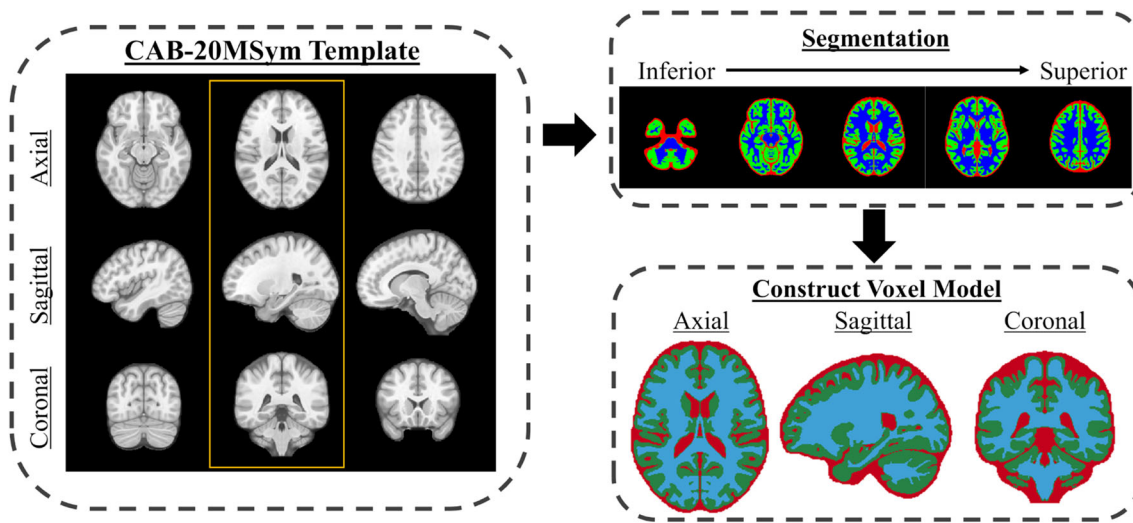 CAB-20MSym Template
Axial
Sagittal
Coronal
Segmentation
Inferior
Superior
Construct Voxel Model
Axial
Sagittal
Coronal